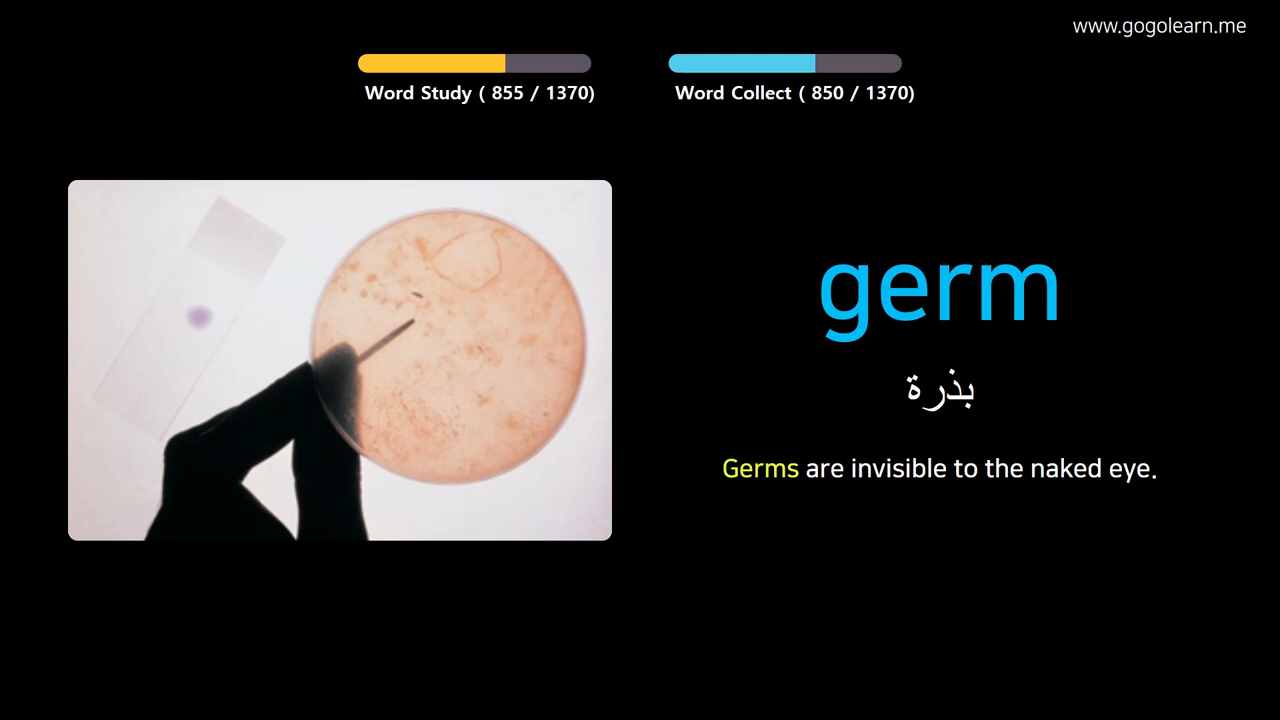 www.gogolearn.me
Word Study ( 855 / 1370)
Word Collect ( 850 / 1370)
germ
بذرة
Germs are invisible to the naked eye.